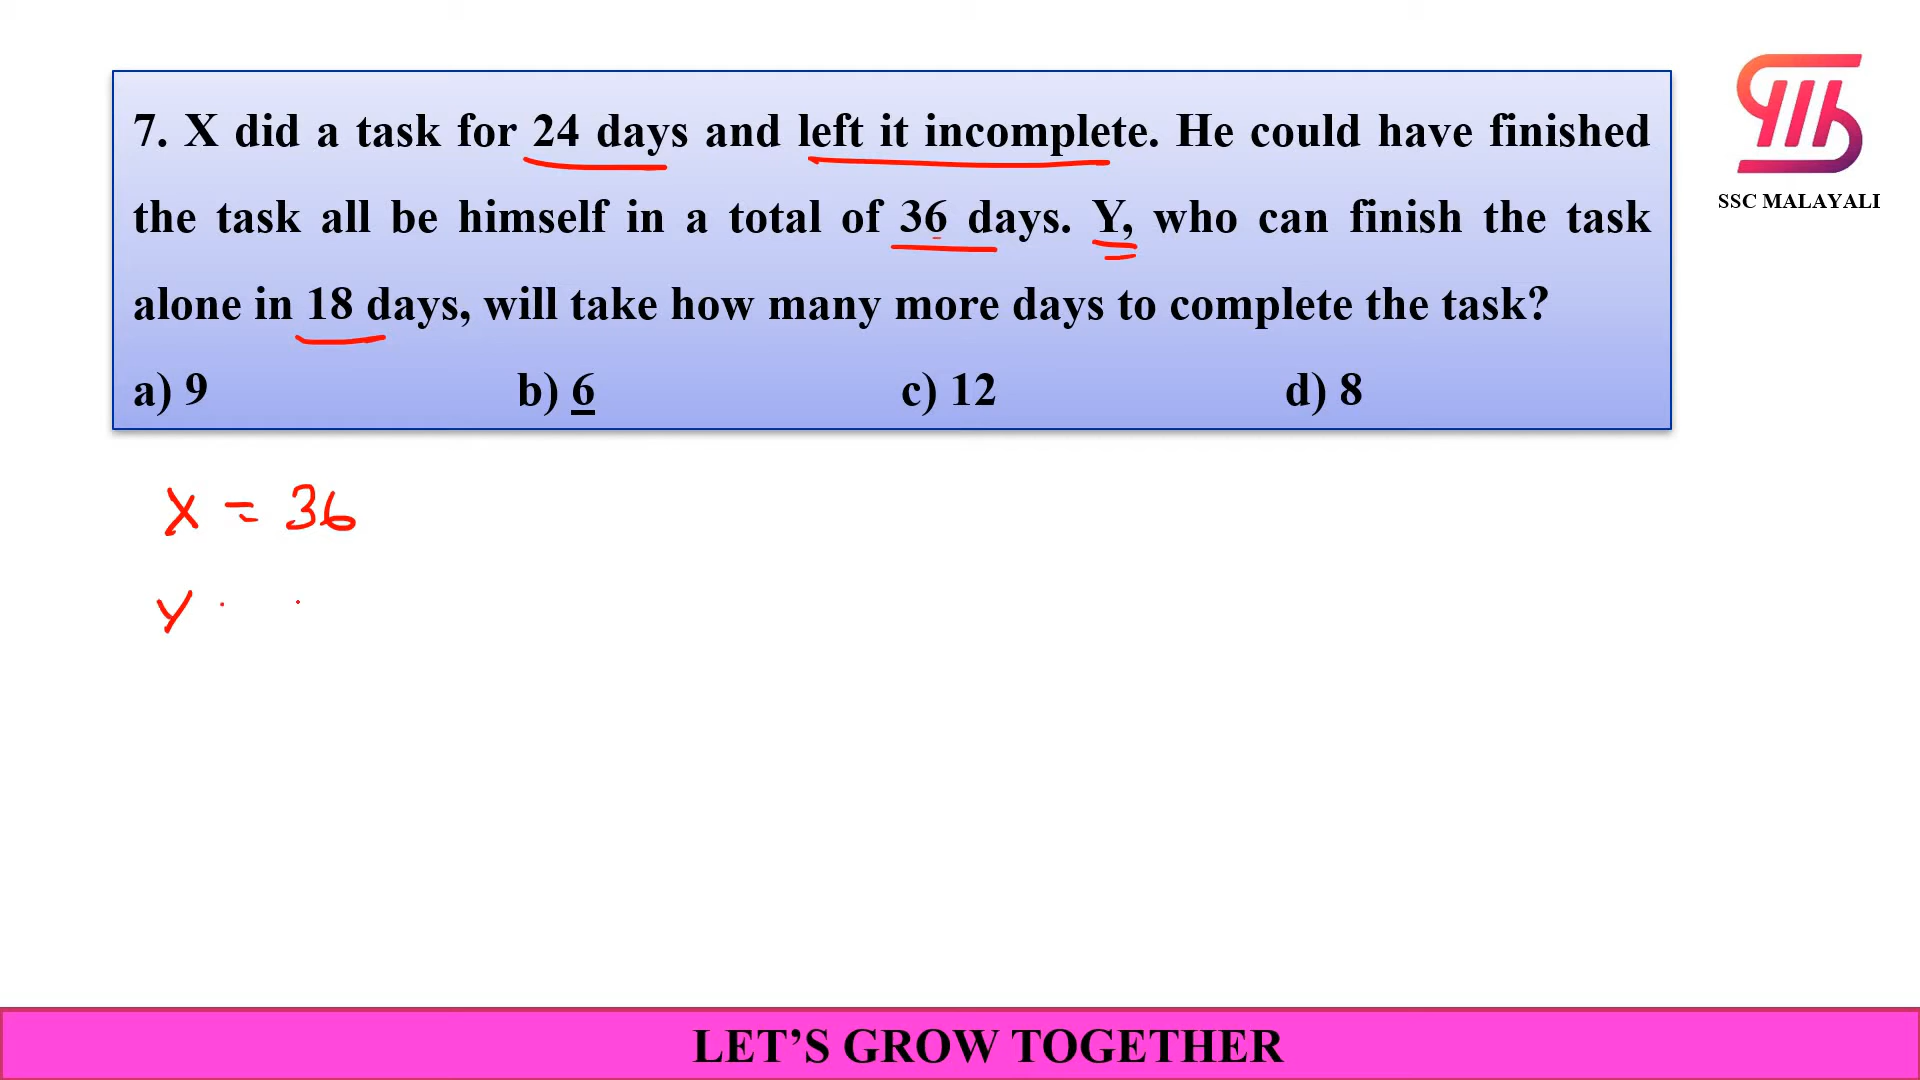 7. X did a task for 24 days and left it incomplete. He could have finished
the task all be himself in a total of 36 days. Y, who can finish the task
alone in 18 days, will take how many more days to complete the task?
a) 9 b) 6 c) 12 d) 8
SSC MALAYALI
X = 36
Y
LET’S GROW TOGETHER